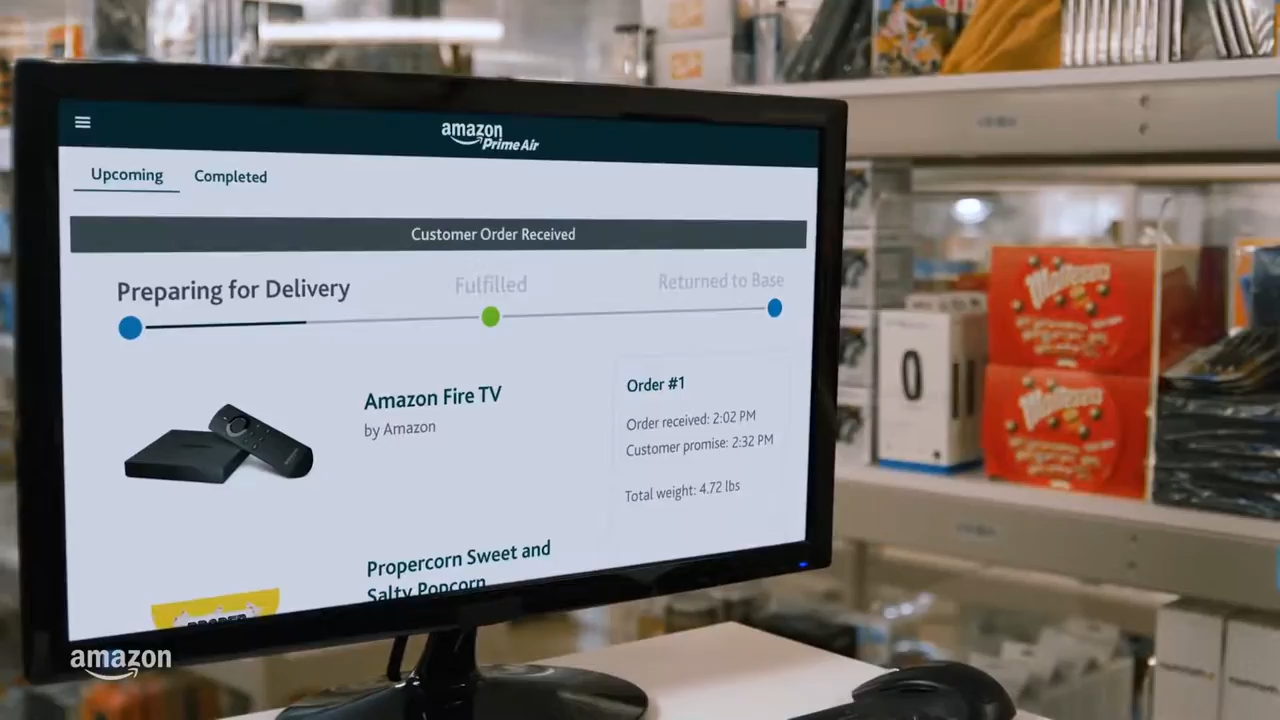 amazon
Prime Air
Upcoming Completed
Customer Order Received
Preparing for Delivery
Fulfilled
Returned to Base
Amazon Fire TV
by Amazon
Order #1
Order received: 2:02 PM
Customer promise: 2:32 PM
Total weight: 4.72 lbs
Propercorn Sweet and
Salty Popcorn
PROPER
Maltesers
Maltesers
amazon